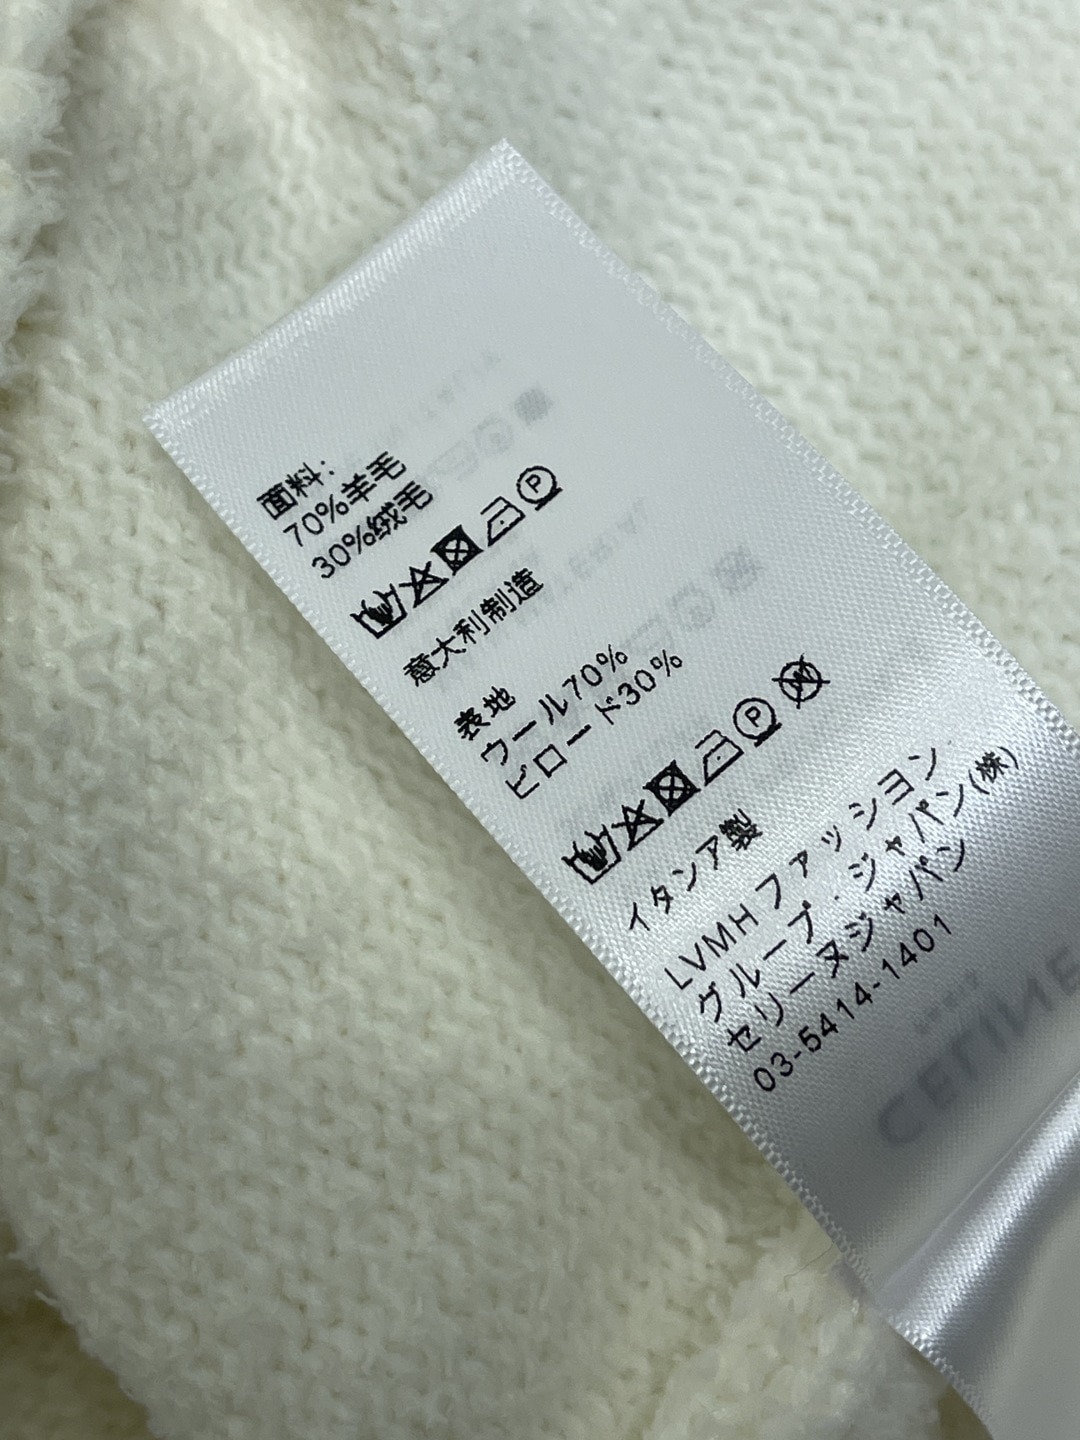 面料:
70%羊毛
30%绒毛
P
意大利制造
表地
ウール70%
ビロード30%
P
イタンア製
LVMH ファッション
グループ・ジャパン(株)
セリーヌジャパン
03-5414-1401